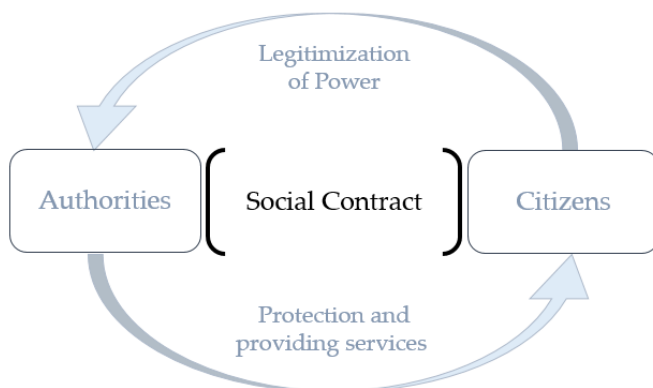 Legitimization
of Power
Authorities
Social Contract
Citizens
Protection and
providing services